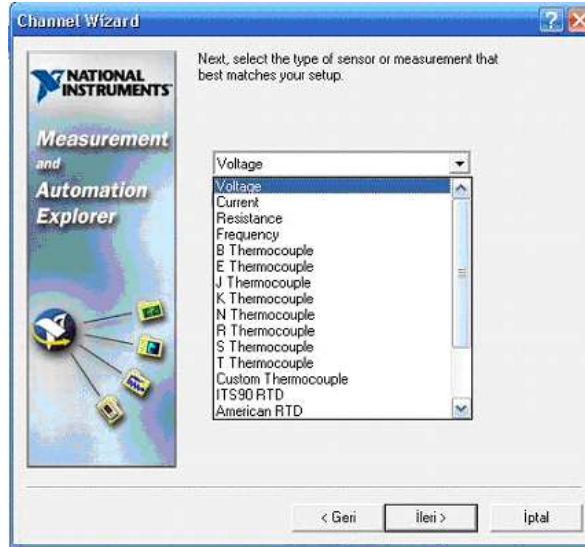 Channel Wizard
NATIONAL
INSTRUMENTS
Measurement
and
Automation
Explorer
Next, select the type of sensor or measurement that
best matches your setup.
Voltage
Voltage
Current
Resistance
Frequency
B Thermocouple
E Thermocouple
J Thermocouple
K Thermocouple
N Thermocouple
R Thermocouple
S Thermocouple
T Thermocouple
Custom Thermocouple
ITS90 RTD
American RTD
< Geri
İleri >
İptal